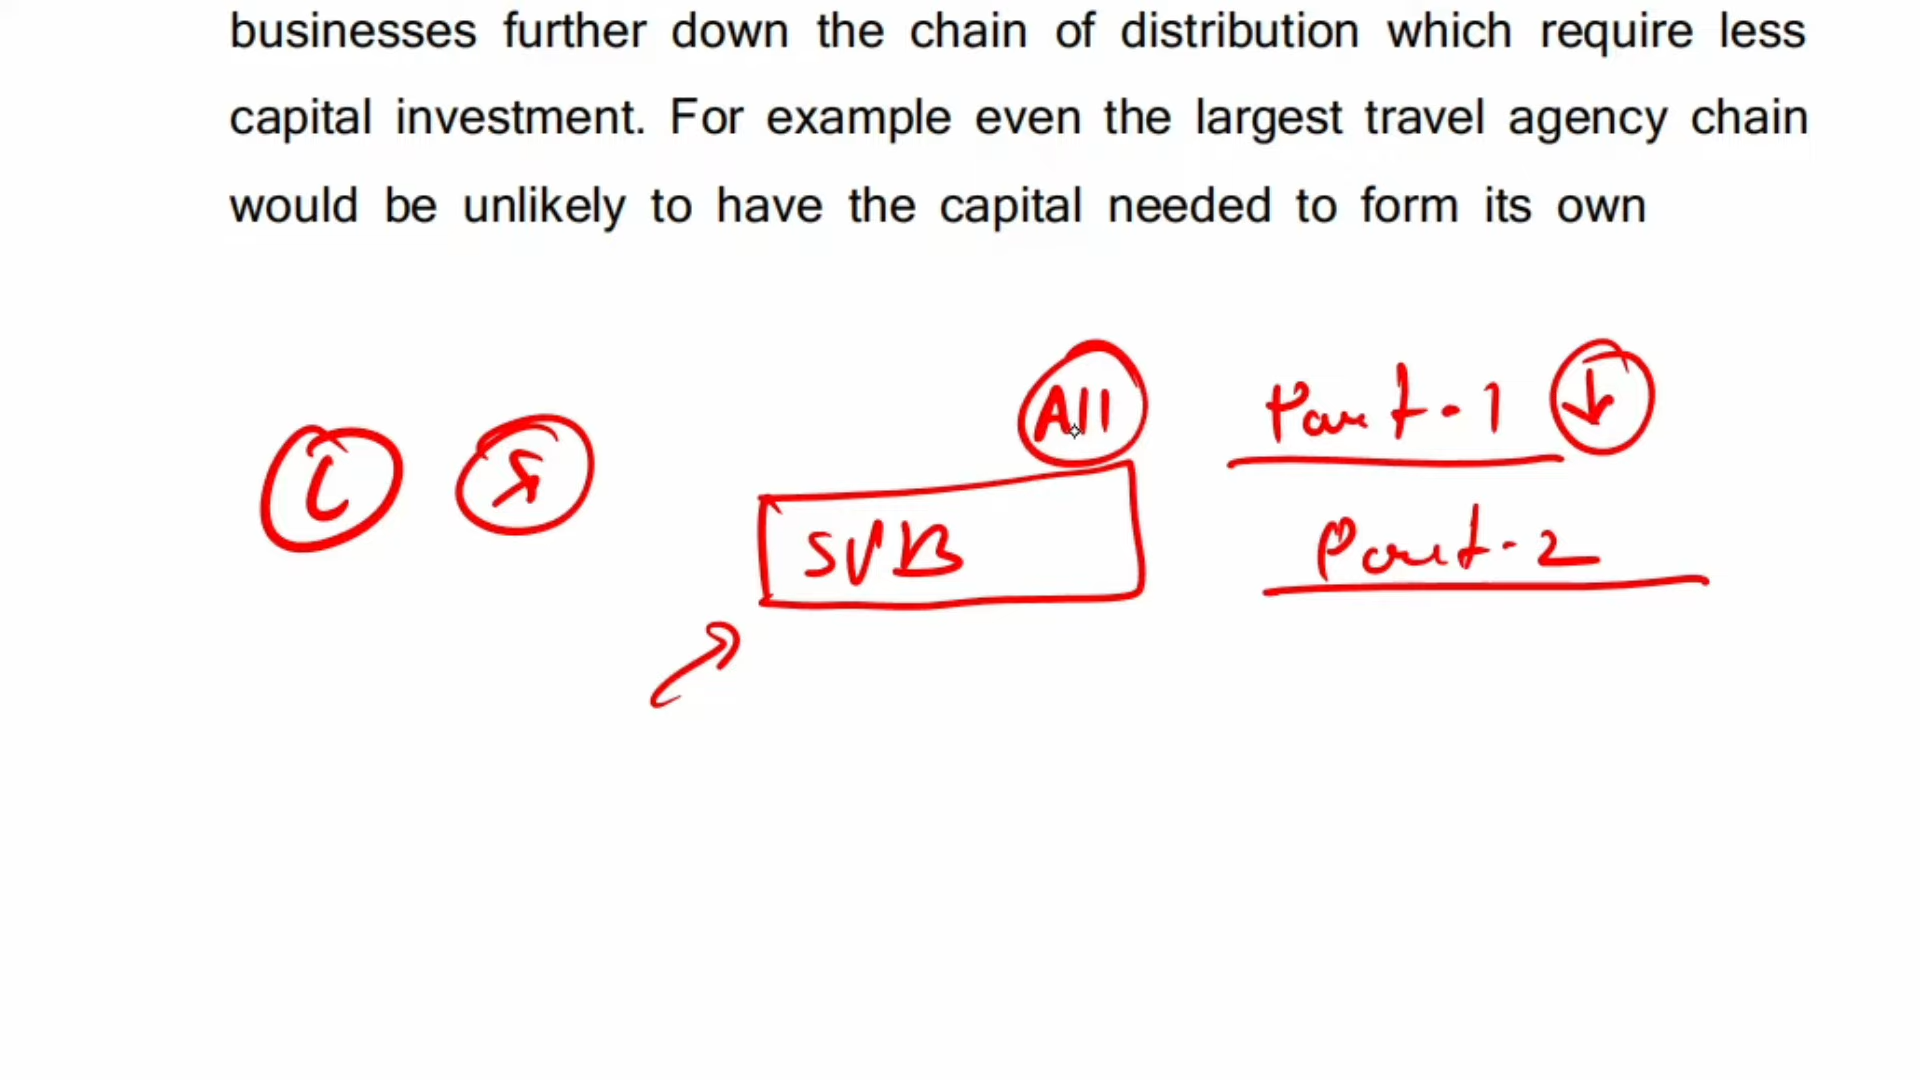 businesses further down the chain of distribution which require less
capital investment. For example even the largest travel agency chain
would be unlikely to have the capital needed to form its own
All Part-1
L
SUB Part-2